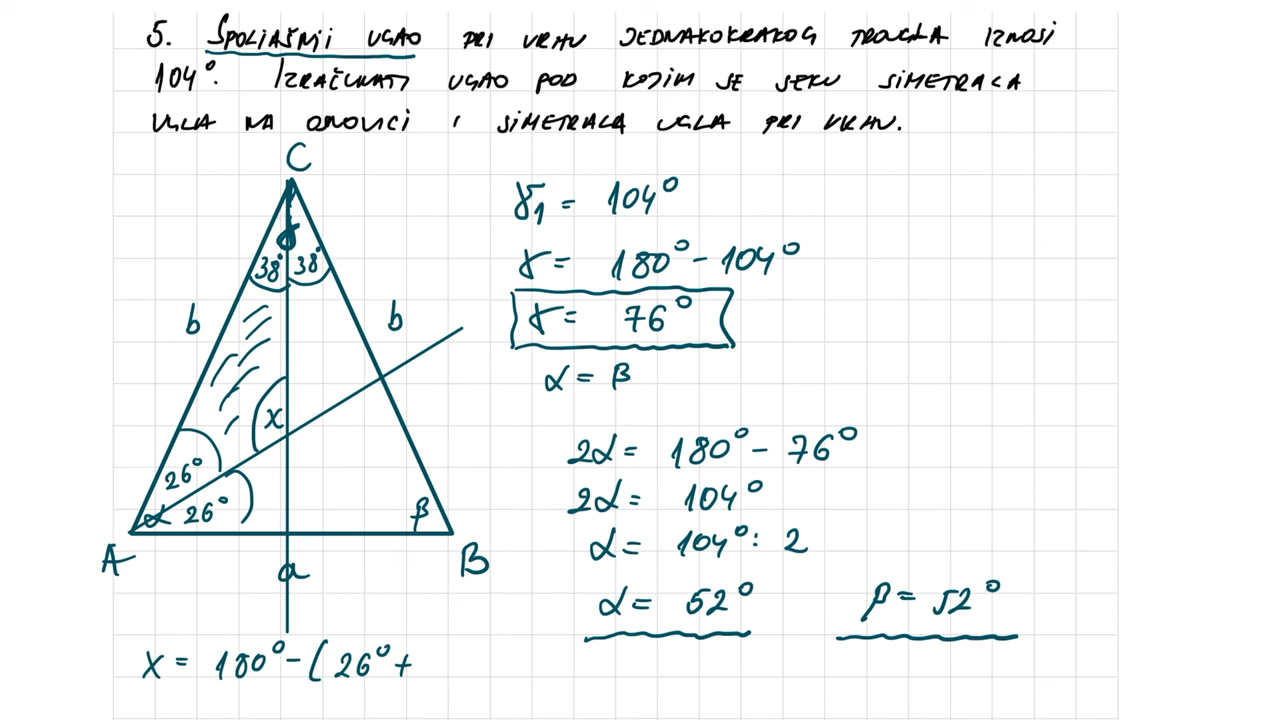 5. SPOLJAŠNJI UGAO PRI VRHU JEDNAKOKRAKOG TROUGLA IZNOSI
104°. IZRAČUNATI UGAO POD KOJIM SE SEKU SIMETRALA
UGLA NA OSNOVICI I SIMETRALA UGLA PRI VRHU.
C
γ
38° 38°
b b
x
26°
α 26° β
A a B
γ₁ = 104°
γ = 180° - 104°
γ = 76°
α = β
2α = 180° - 76°
2α = 104°
α = 104° : 2
α = 52° β = 52°
x = 180° - (26° +